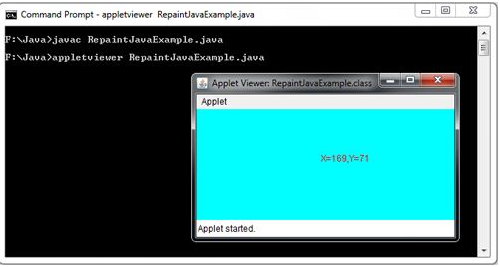 Command Prompt - appletviewer RepaintJavaExample.java
F:\Java>javac RepaintJavaExample.java
F:\Java>appletviewer RepaintJavaExample.java
Applet Viewer: RepaintJavaExample.class
Applet
X=169,Y=71
Applet started.